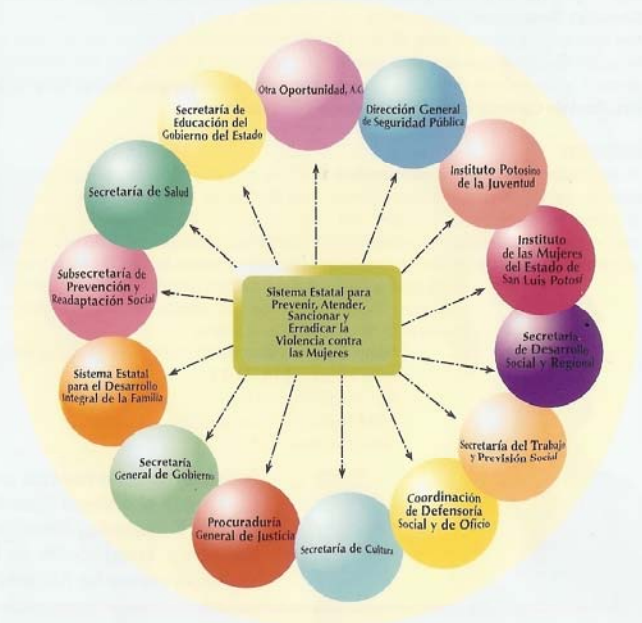 Otra Oportunidad, A.C.
Dirección General
de Seguridad Pública
Instituto Potosino
de la Juventud
Instituto
de las Mujeres
del Estado de
San Luis Potosí
Secretaría
de Desarrollo
Social y Regional
Secretaría del Trabajo
y Previsión Social
Coordinación
de Defensoría
Social y de Oficio
Secretaría de Cultura
Procuraduría
General de Justicia
Secretaría
General de Gobierno
Sistema Estatal
para el Desarrollo
Integral de la Familia
Subsecretaría de
Prevención y
Readaptación Social
Secretaría de Salud
Secretaría de
Educación del
Gobierno del Estado
Sistema Estatal para
Prevenir, Atender,
Sancionar y
Erradicar la
Violencia contra
las Mujeres